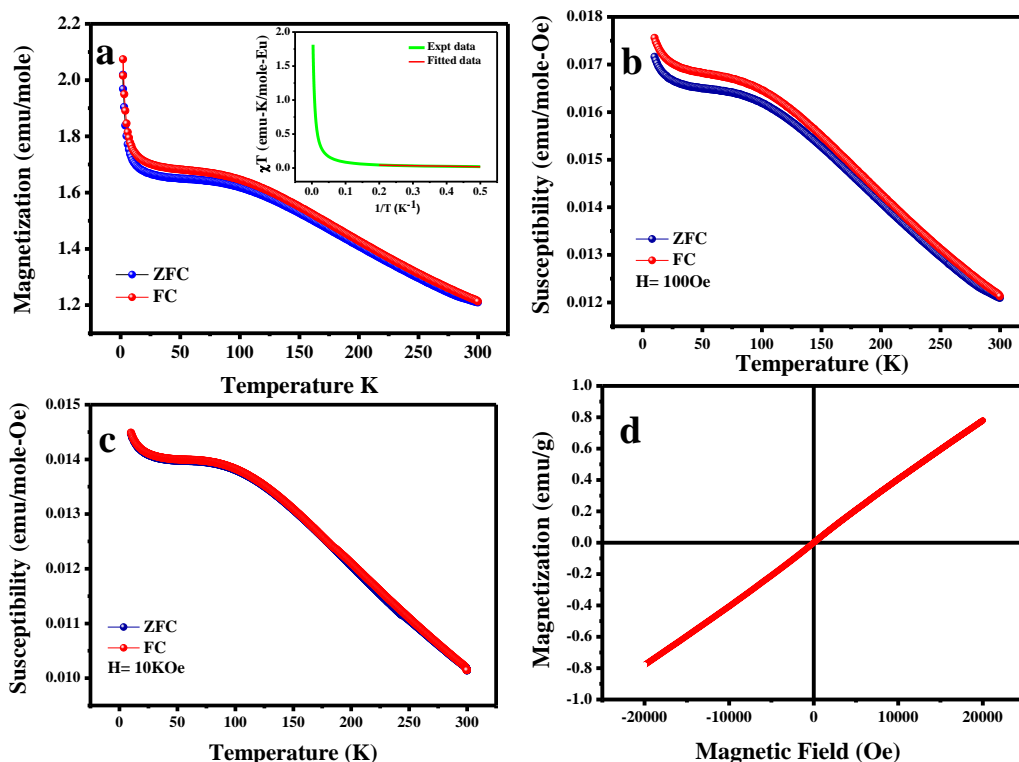 a
Magnetization (emu/mole)
2.2
2.0
1.8
1.6
1.4
1.2
0
50
100
150
200
250
300
Temperature K
ZFC
FC
χT (emu-K/mole-Eu)
1.8
1.5
1.0
0.5
0.0
0.0
0.1
0.2
0.3
0.4
0.5
1/T (K-1)
Expt data
Fitted data
b
Susceptibility (emu/mole-Oe)
0.018
0.017
0.016
0.015
0.014
0.013
0.012
0
50
100
150
200
250
300
Temperature (K)
ZFC
FC
H= 100Oe
c
Susceptibility (emu/mole-Oe)
0.015
0.014
0.013
0.012
0.011
0.010
0
50
100
150
200
250
300
Temperature (K)
ZFC
FC
H= 10KOe
d
Magnetization (emu/g)
1.0
0.8
0.6
0.4
0.2
0.0
-0.2
-0.4
-0.6
-0.8
-1.0
-20000
-10000
0
10000
20000
Magnetic Field (Oe)